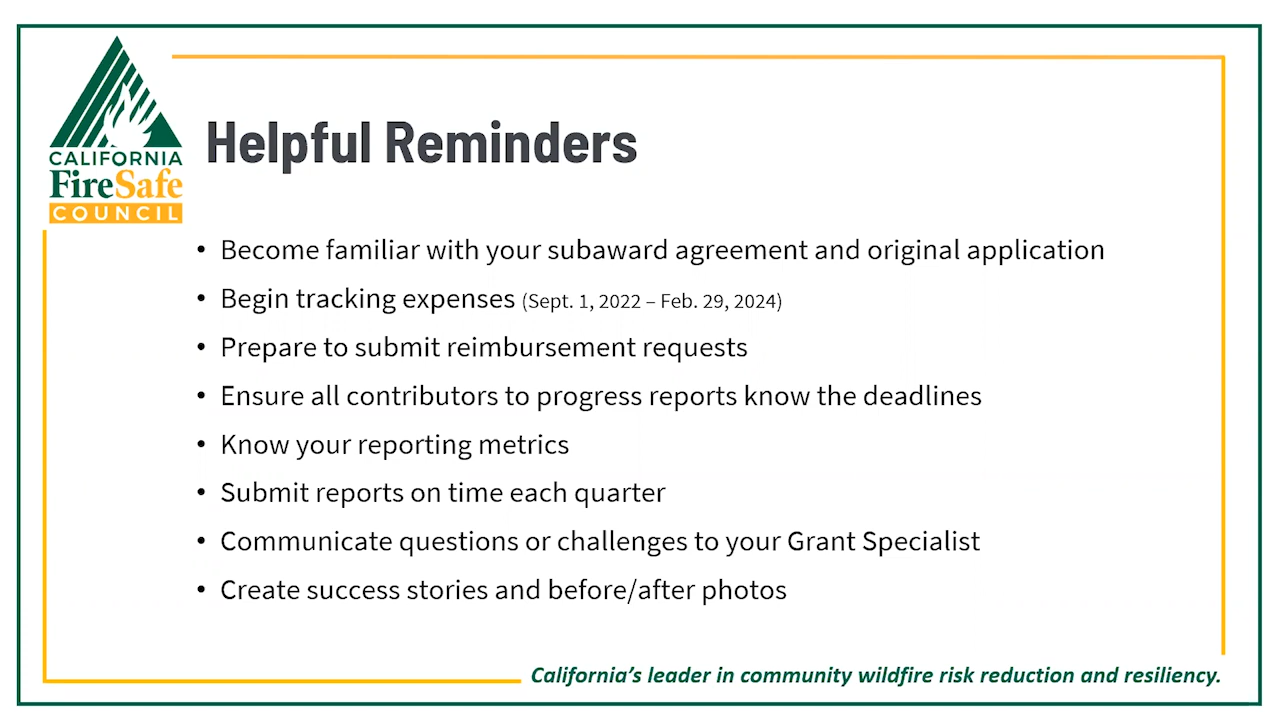 CALIFORNIA
FireSafe
COUNCIL
Helpful Reminders
• Become familiar with your subaward agreement and original application
• Begin tracking expenses (Sept. 1, 2022 – Feb. 29, 2024)
• Prepare to submit reimbursement requests
• Ensure all contributors to progress reports know the deadlines
• Know your reporting metrics
• Submit reports on time each quarter
• Communicate questions or challenges to your Grant Specialist
• Create success stories and before/after photos
California’s leader in community wildfire risk reduction and resiliency.